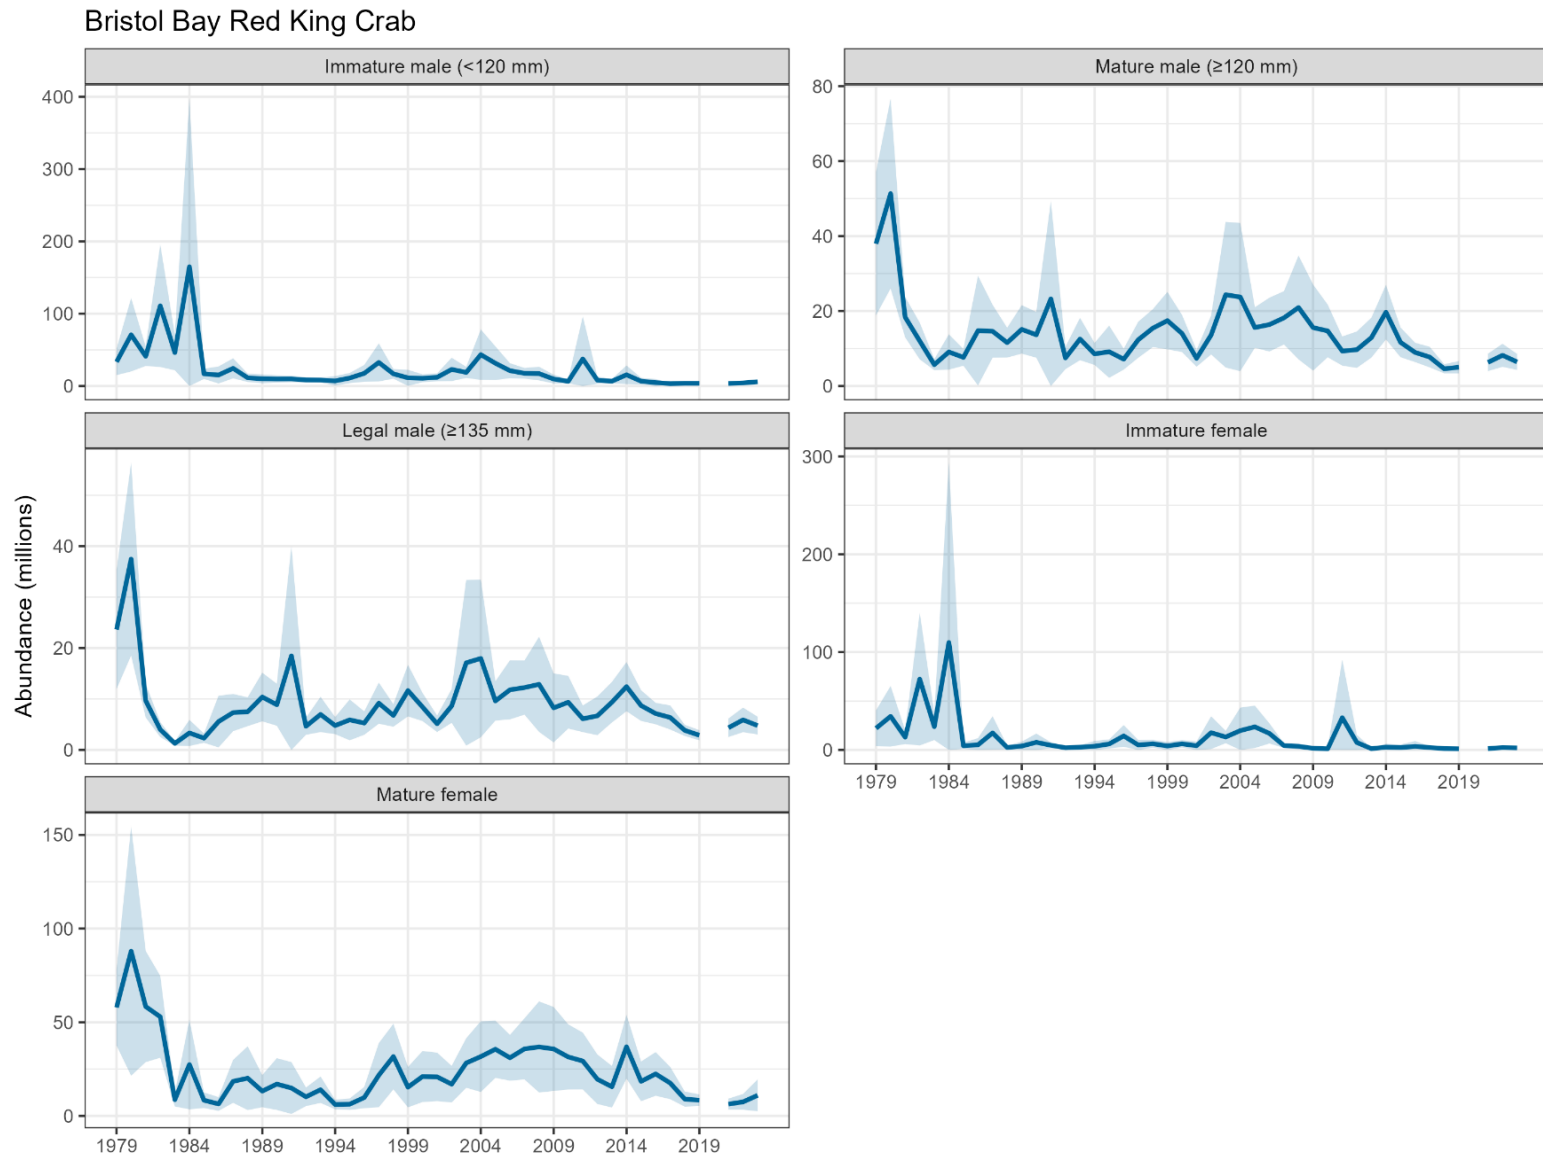 Bristol Bay Red King Crab
Immature male (<120 mm)
400
300
200
100
0
Mature male (≥120 mm)
80
60
40
20
0
Abundance (millions)
Legal male (≥135 mm)
40
20
0
Immature female
300
200
100
0
1979 1984 1989 1994 1999 2004 2009 2014 2019
Mature female
150
100
50
0
1979 1984 1989 1994 1999 2004 2009 2014 2019